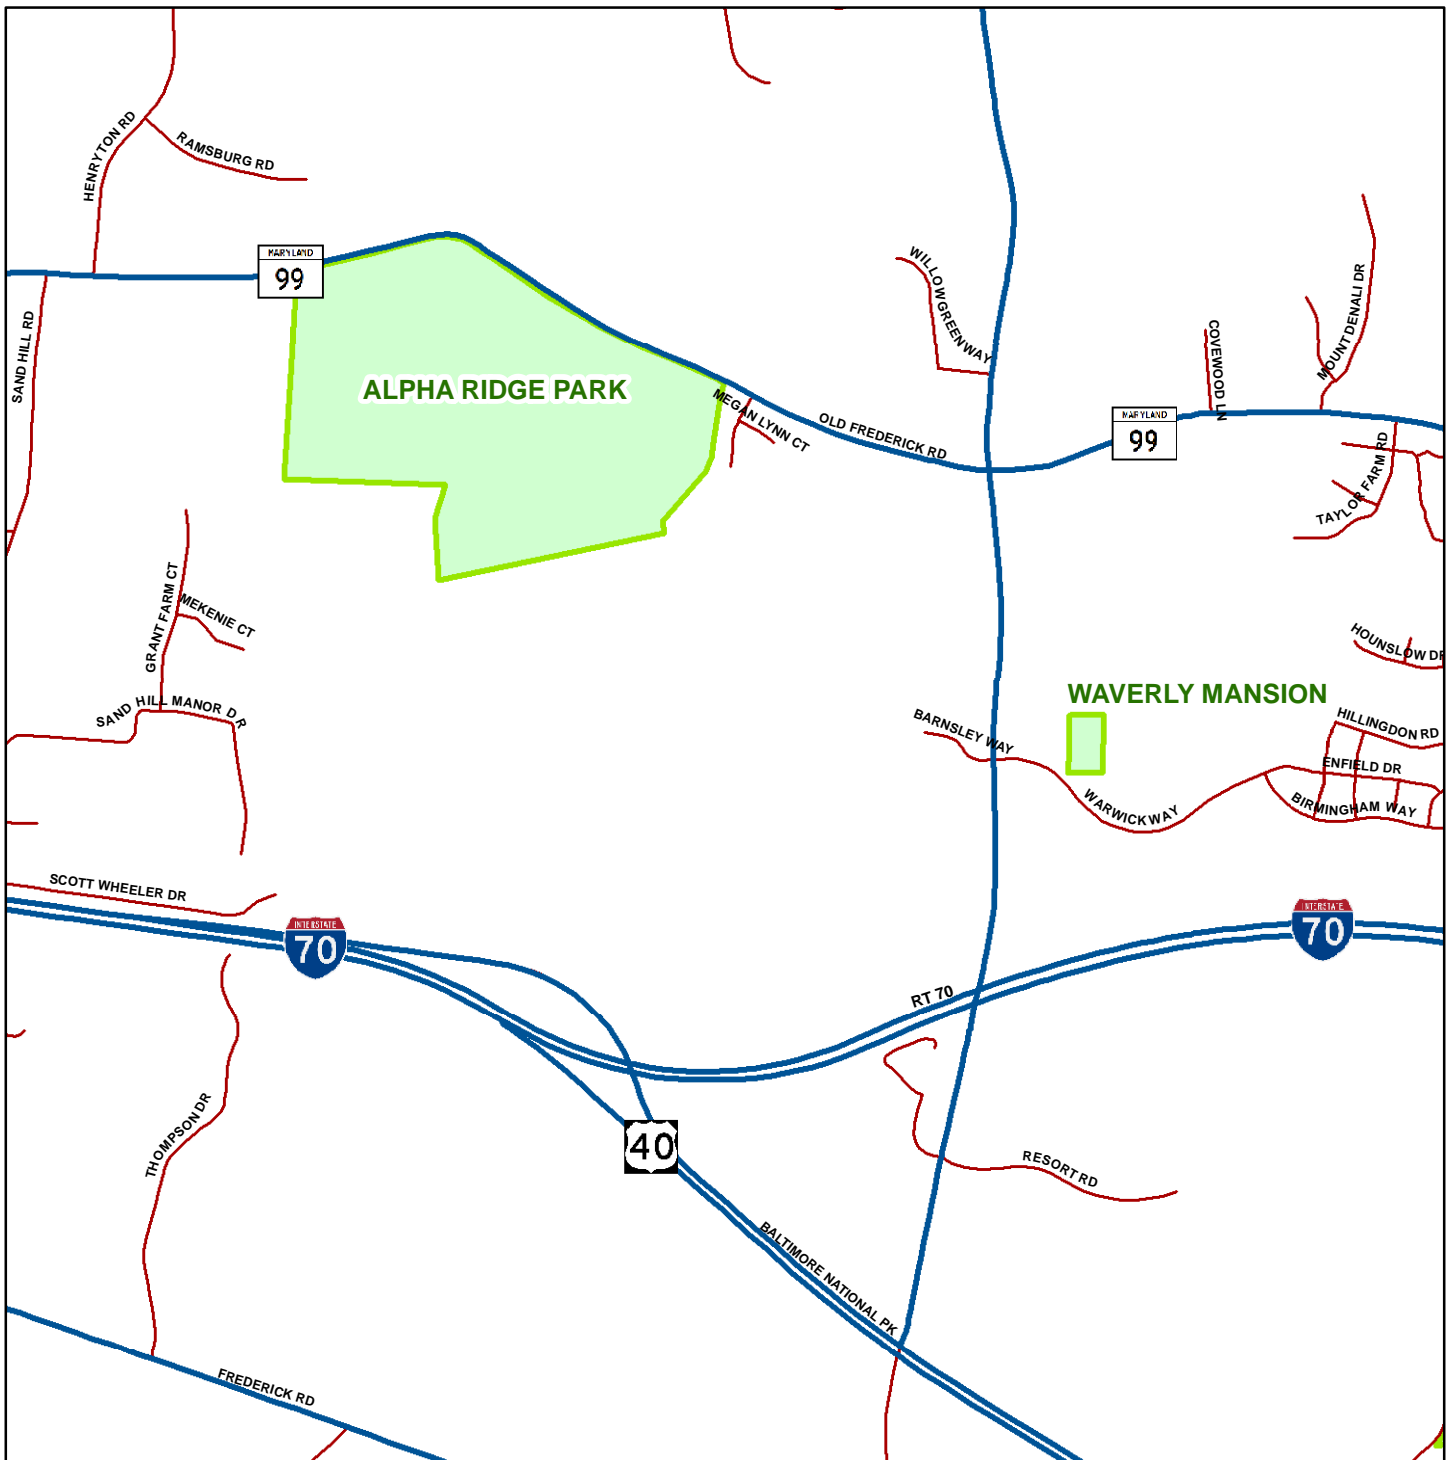 HENRYTON RD
RAMSBURG RD
MARYLAND
99
SAND HILL RD
ALPHA RIDGE PARK
MEGAN LYNN CT
OLD FREDERICK RD
WILLOWGREENWAY
COVEWOOD LN
MOUNT DENALI DR
MARYLAND
99
TAYLOR FARM RD
GRANT FARM CT
MEKENIE CT
SAND HILL MANOR DR
HOUNSLOW DR
WAVERLY MANSION
BARNSLEY WAY
HILLINGDON RD
ENFIELD DR
WARWICK WAY
BIRMINGHAM WAY
SCOTT WHEELER DR
INTERSTATE
70
INTERSTATE
70
RT 70
THOMPSON DR
40
RESORT RD
BALTIMORE NATIONAL PK
FREDERICK RD